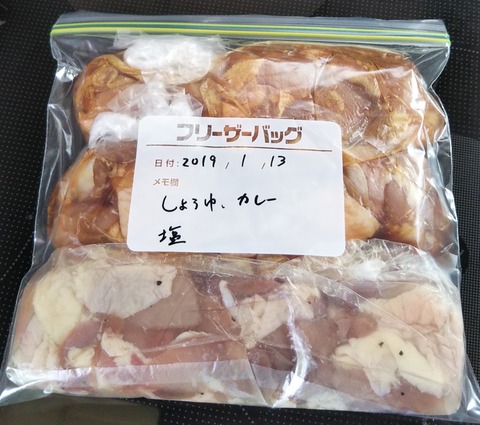 フリーザーバッグ
日付:2019 / 1 / 13
メモ欄
しょうゆ、カレー
塩